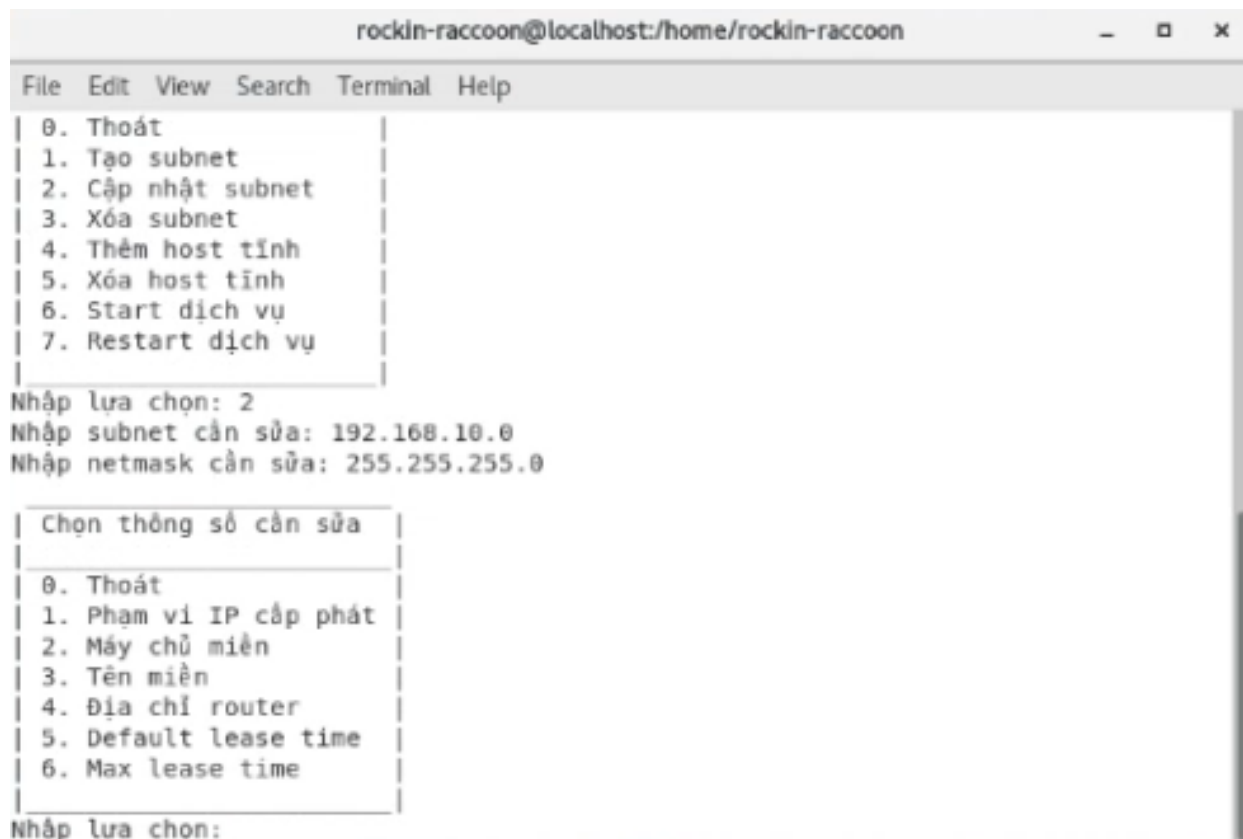 rockin-raccoon@localhost:/home/rockin-raccoon
File Edit View Search Terminal Help
| 0. Thoát |
| 1. Tạo subnet |
| 2. Cập nhật subnet |
| 3. Xóa subnet |
| 4. Thêm host tĩnh |
| 5. Xóa host tĩnh |
| 6. Start dịch vụ |
| 7. Restart dịch vụ |
Nhập lựa chọn: 2
Nhập subnet cần sửa: 192.168.10.0
Nhập netmask cần sửa: 255.255.255.0
| Chọn thông số cần sửa |
| 0. Thoát |
| 1. Phạm vi IP cấp phát |
| 2. Máy chủ miền |
| 3. Tên miền |
| 4. Địa chỉ router |
| 5. Default lease time |
| 6. Max lease time |
Nhập lựa chọn: